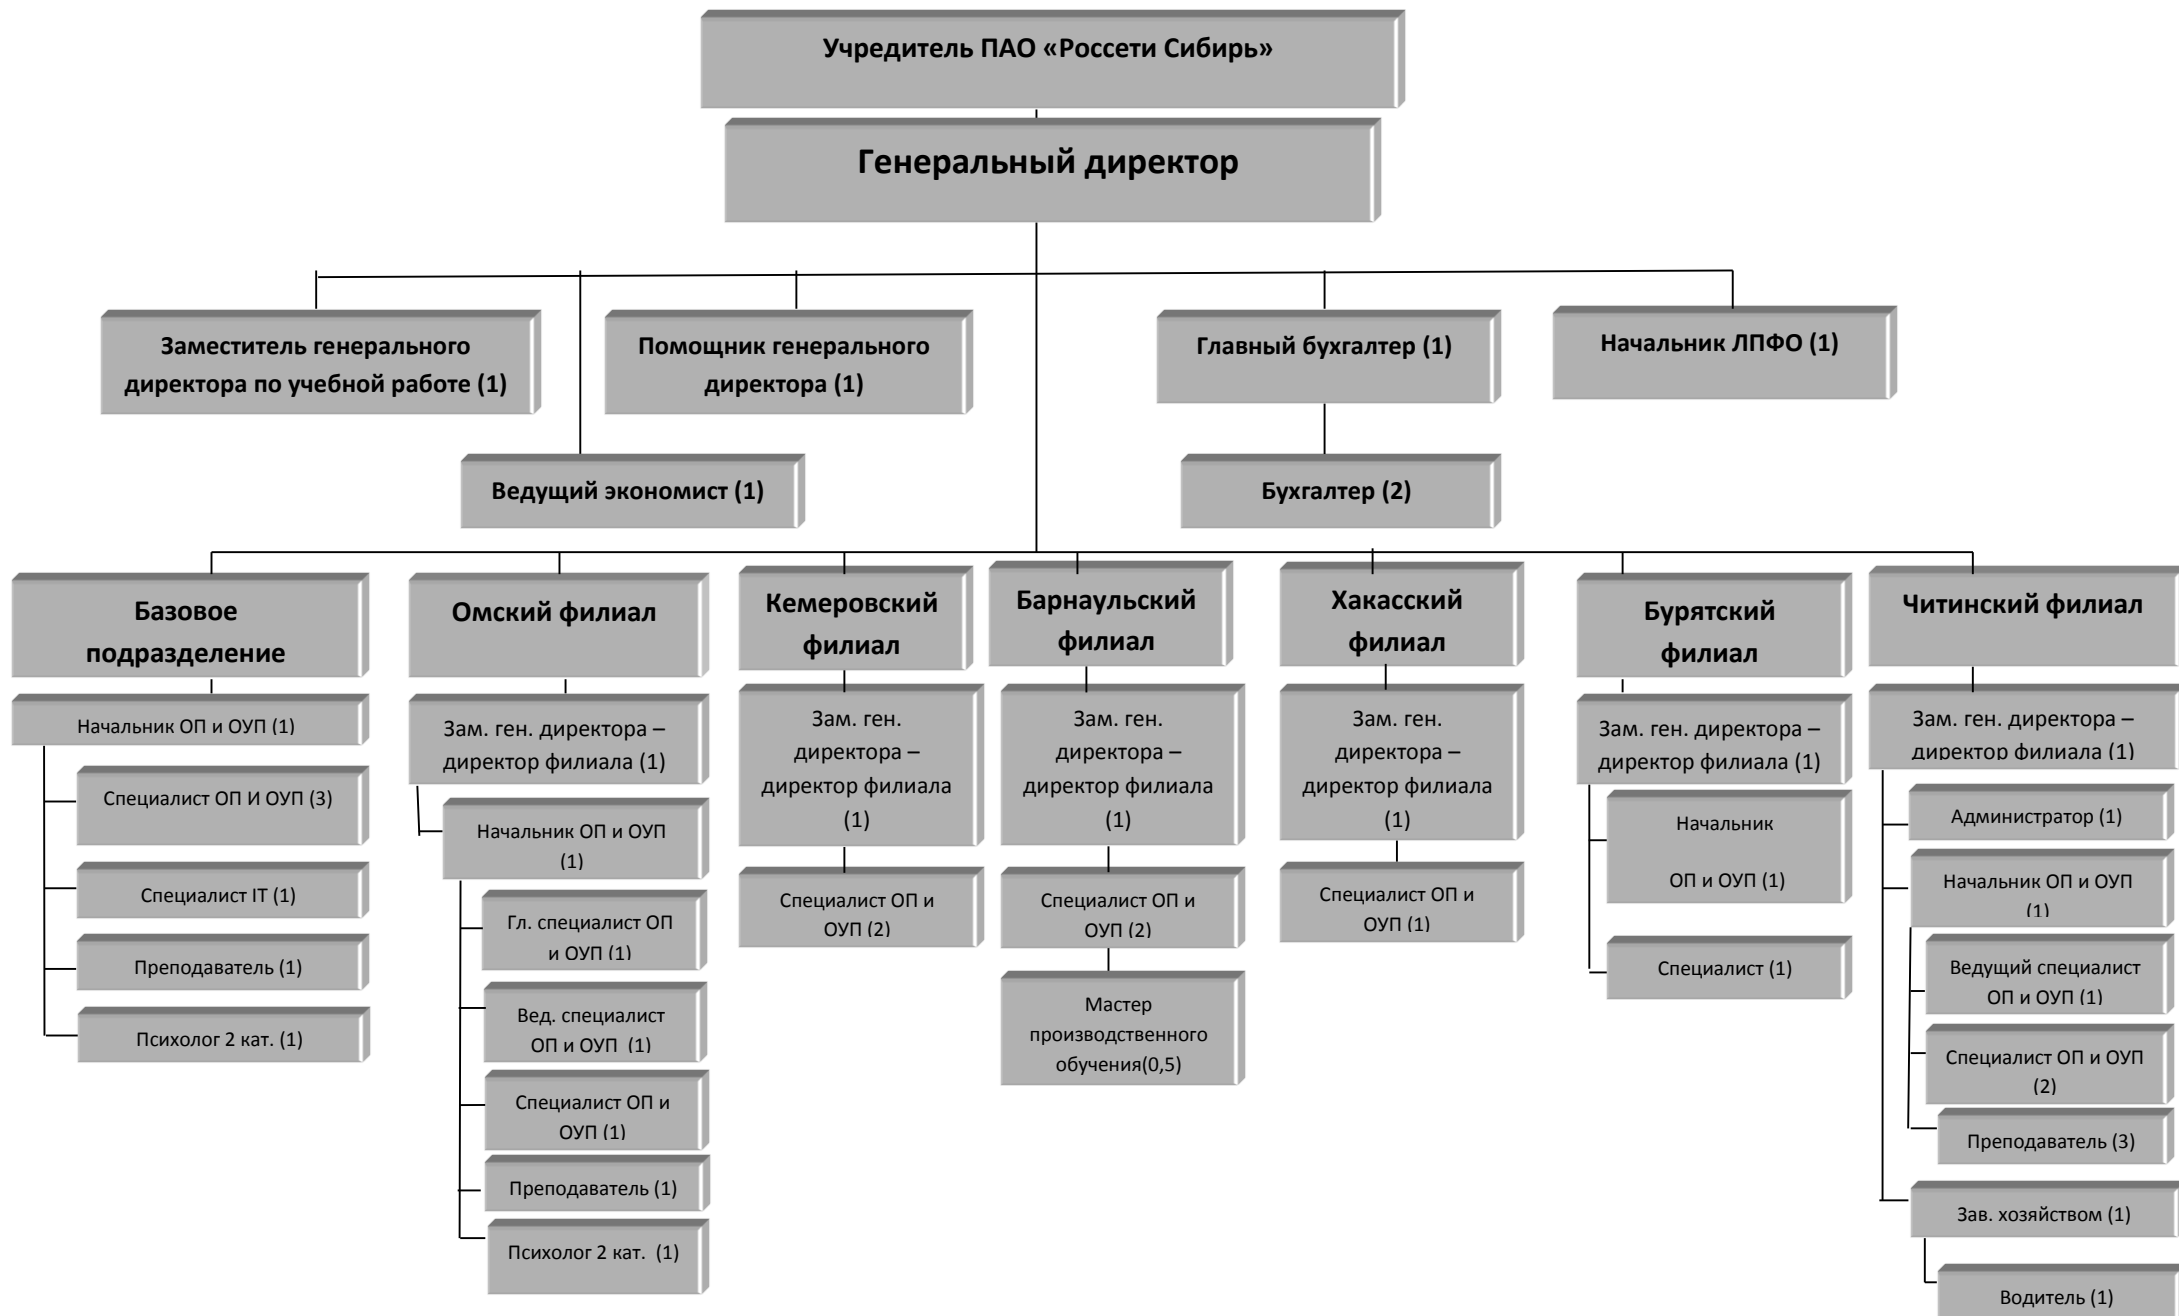 Учредитель ПАО «Россети Сибирь»
Генеральный директор
Заместитель генерального
директора по учебной работе (1)
Помощник генерального
директора (1)
Главный бухгалтер (1)
Начальник ЛПФО (1)
Ведущий экономист (1)
Бухгалтер (2)
Базовое
подразделение
Начальник ОП и ОУП (1)
Специалист ОП И ОУП (3)
Специалист IT (1)
Преподаватель (1)
Психолог 2 кат. (1)
Омский филиал
Зам. ген. директора –
директор филиала (1)
Начальник ОП и ОУП
(1)
Гл. специалист ОП
и ОУП (1)
Вед. специалист
ОП и ОУП (1)
Специалист ОП и
ОУП (1)
Преподаватель (1)
Психолог 2 кат. (1)
Кемеровский
филиал
Зам. ген.
директора –
директор филиала
(1)
Специалист ОП и
ОУП (2)
Барнаульский
филиал
Зам. ген.
директора –
директор филиала
(1)
Специалист ОП и
ОУП (2)
Мастер
производственного
обучения(0,5)
Хакасский
филиал
Зам. ген.
директора –
директор филиала
(1)
Специалист ОП и
ОУП (1)
Бурятский
филиал
Зам. ген. директора –
директор филиала (1)
Начальник
ОП и ОУП (1)
Специалист (1)
Читинский филиал
Зам. ген. директора –
директор филиала (1)
Администратор (1)
Начальник ОП и ОУП
(1)
Ведущий специалист
ОП и ОУП (1)
Специалист ОП и ОУП
(2)
Преподаватель (3)
Зав. хозяйством (1)
Водитель (1)